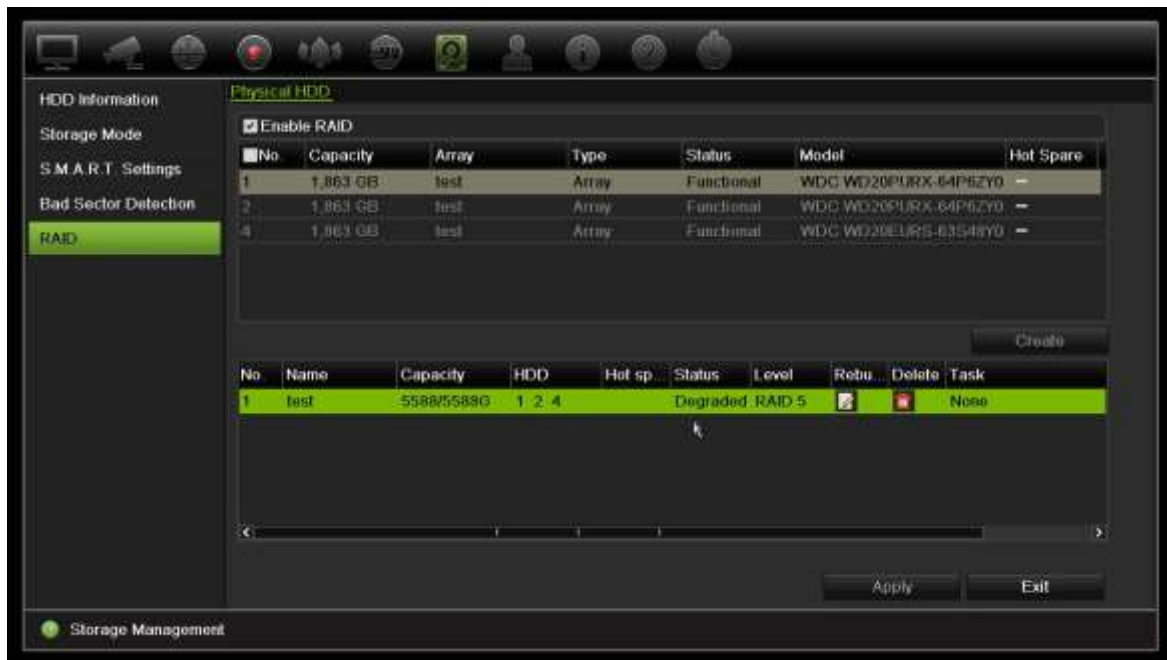 HDD Information
Storage Mode
S.M.A.R.T. Settings
Bad Sector Detection
RAID
Physical HDD
Enable RAID
No. Capacity Array Type Status Model Hot Spare
1 1,863 GB test Array Functional WDC WD20PURX-64P6ZY0 —
2 1,863 GB test Array Functional WDC WD20PURX-64P6ZY0 —
4 1,863 GB test Array Functional WDC WD20EURS-63S48Y0 —
Create
No. Name Capacity HDD Hot sp... Status Level Rebu... Delete Task
1 test 5588/5588G 1 2 4 Degraded RAID 5 None
Apply Exit
Storage Management